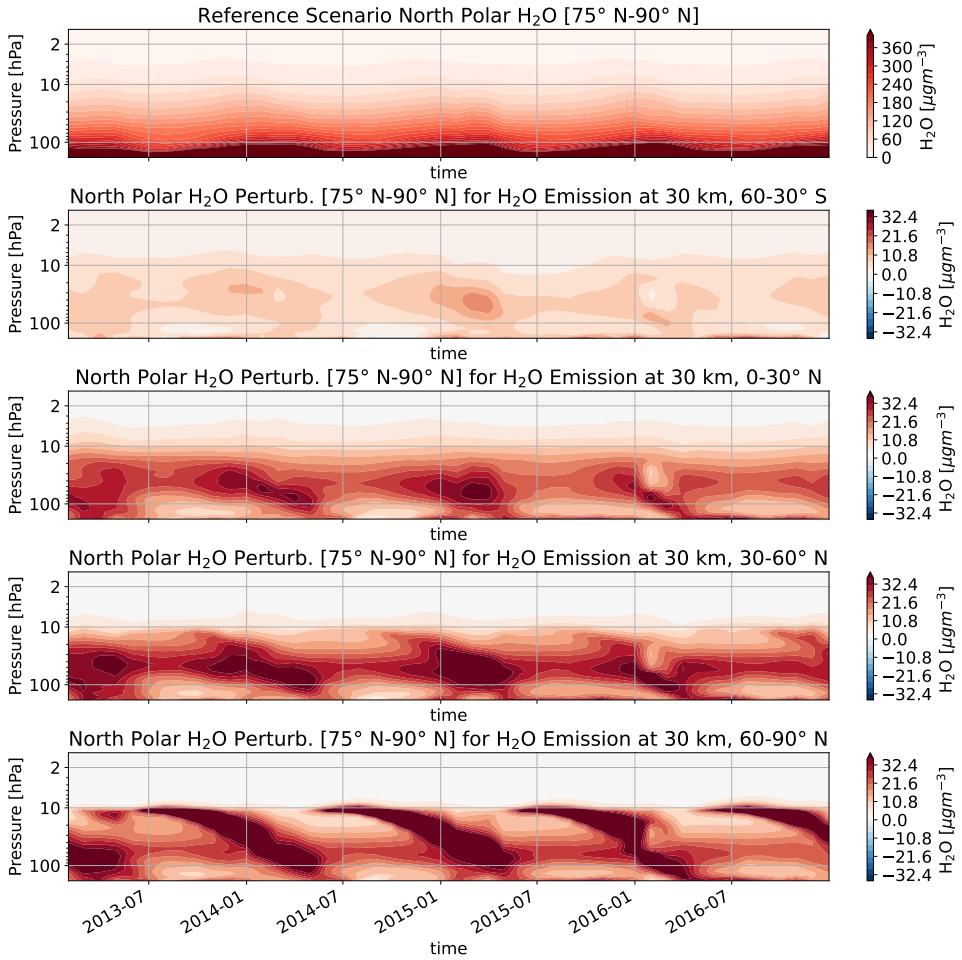 Reference Scenario North Polar H₂O [75° N-90° N]
Pressure [hPa]
2
10
100
time
360
300
240
180
120
60
0
H₂O [μgm⁻³]
North Polar H₂O Perturb. [75° N-90° N] for H₂O Emission at 30 km, 60-30° S
Pressure [hPa]
2
10
100
time
32.4
21.6
10.8
0.0
−10.8
−21.6
−32.4
H₂O [μgm⁻³]
North Polar H₂O Perturb. [75° N-90° N] for H₂O Emission at 30 km, 0-30° N
Pressure [hPa]
2
10
100
time
32.4
21.6
10.8
0.0
−10.8
−21.6
−32.4
H₂O [μgm⁻³]
North Polar H₂O Perturb. [75° N-90° N] for H₂O Emission at 30 km, 30-60° N
Pressure [hPa]
2
10
100
time
32.4
21.6
10.8
0.0
−10.8
−21.6
−32.4
H₂O [μgm⁻³]
North Polar H₂O Perturb. [75° N-90° N] for H₂O Emission at 30 km, 60-90° N
Pressure [hPa]
2
10
100
2013-07
2014-01
2014-07
2015-01
2015-07
2016-01
2016-07
time
32.4
21.6
10.8
0.0
−10.8
−21.6
−32.4
H₂O [μgm⁻³]